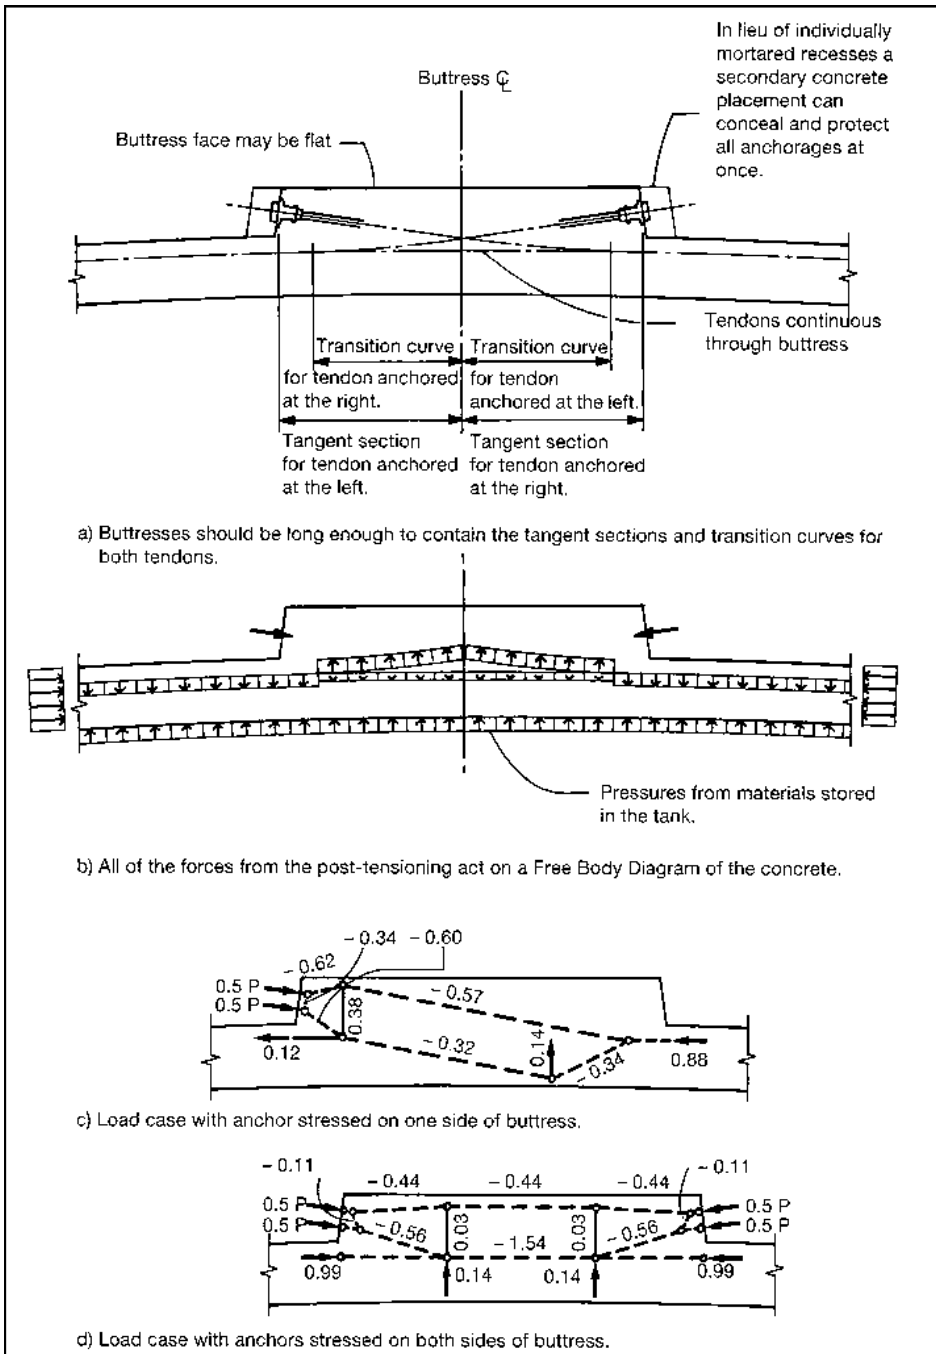 In lieu of individually
mortared recesses a
secondary concrete
placement can
conceal and protect
all anchorages at
once.
Buttress ℄
Buttress face may be flat
Tendons continuous
through buttress
Transition curve
for tendon anchored
at the right.
Transition curve
for tendon
anchored at the left.
Tangent section
for tendon anchored
at the left.
Tangent section
for tendon anchored
at the right.
a) Buttresses should be long enough to contain the tangent sections and transition curves for
both tendons.
Pressures from materials stored
in the tank.
b) All of the forces from the post-tensioning act on a Free Body Diagram of the concrete.
– 0.34 – 0.60
– 0.62
0.5 P
0.5 P
– 0.57
0.38
0.12
– 0.32
0.14
– 0.34
0.88
c) Load case with anchor stressed on one side of buttress.
– 0.11
– 0.44 – 0.44 – 0.44
– 0.11
0.5 P
0.5 P
0.5 P
0.5 P
– 0.56
0.03
– 1.54
0.03
– 0.56
0.99
0.14
0.14
0.99
d) Load case with anchors stressed on both sides of buttress.